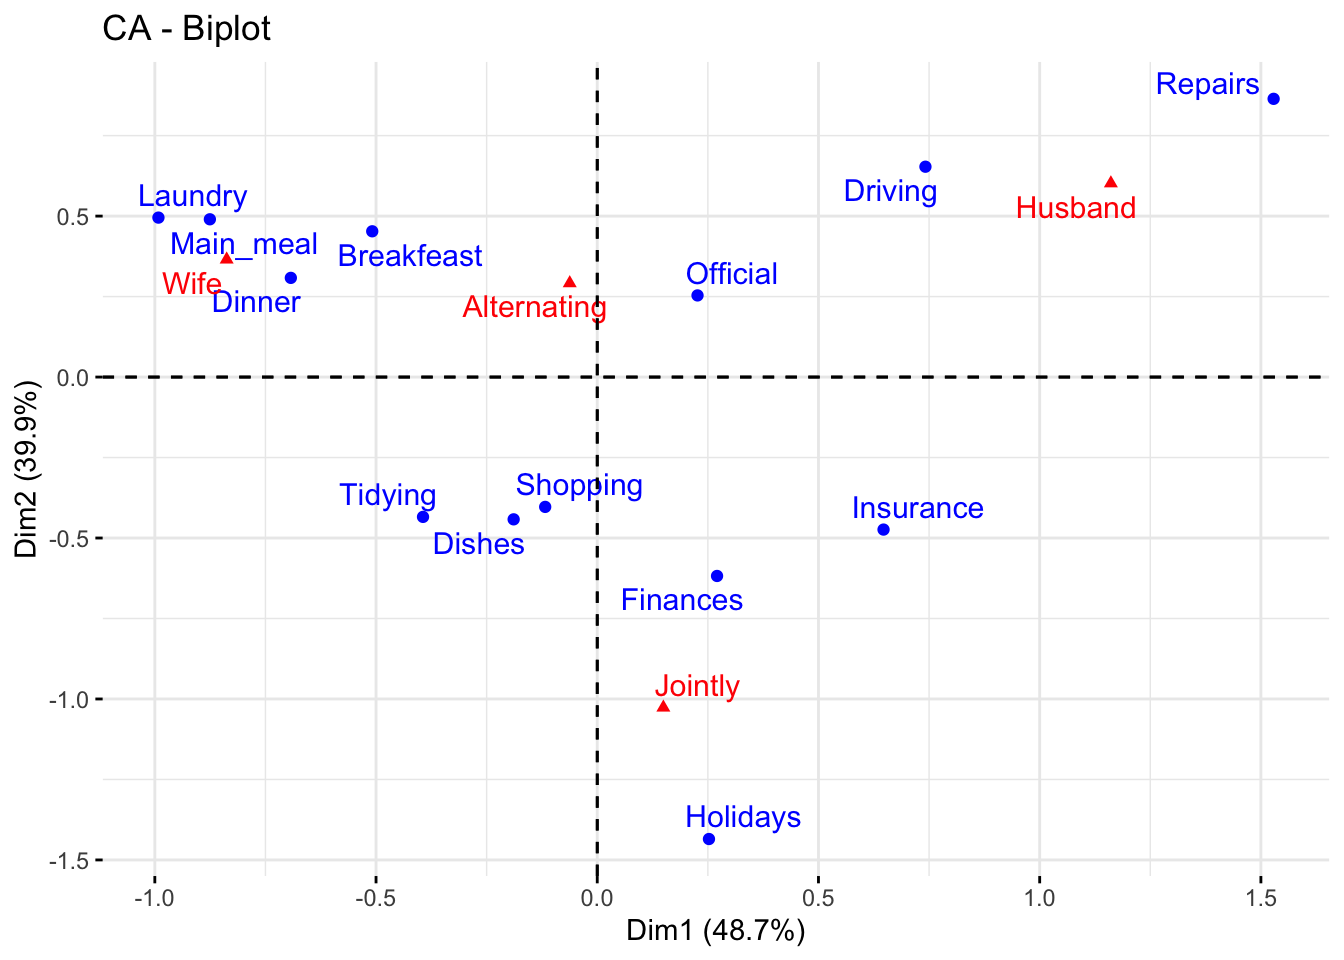 CA - Biplot
Repairs
Driving
Husband
Laundry
Main_meal
Breakfeast
Wife
Dinner
Alternating
Official
Tidying
Shopping
Dishes
Insurance
Finances
Jointly
Holidays
0.5
0.0
-0.5
-1.0
-1.5
Dim2 (39.9%)
-1.0
-0.5
0.0
0.5
1.0
1.5
Dim1 (48.7%)